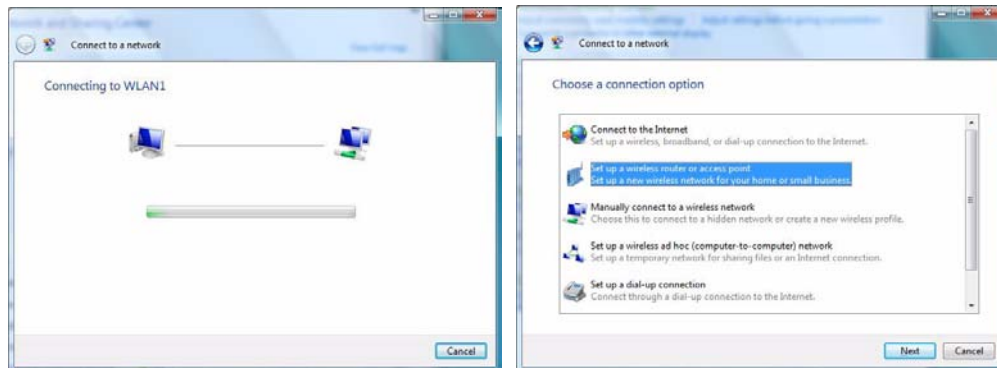 Connect to a network
Connecting to WLAN1
Cancel
Connect to a network
Choose a connection option
Connect to the Internet
Set up a wireless, broadband, or dial-up connection to the Internet.
Set up a wireless router or access point
Set up a new wireless network for your home or small business.
Manually connect to a wireless network
Choose this to connect to a hidden network or create a new wireless profile.
Set up a wireless ad hoc (computer-to-computer) network
Set up a temporary network for sharing files or an Internet connection.
Set up a dial-up connection
Connect through a dial-up connection to the Internet.
Next
Cancel